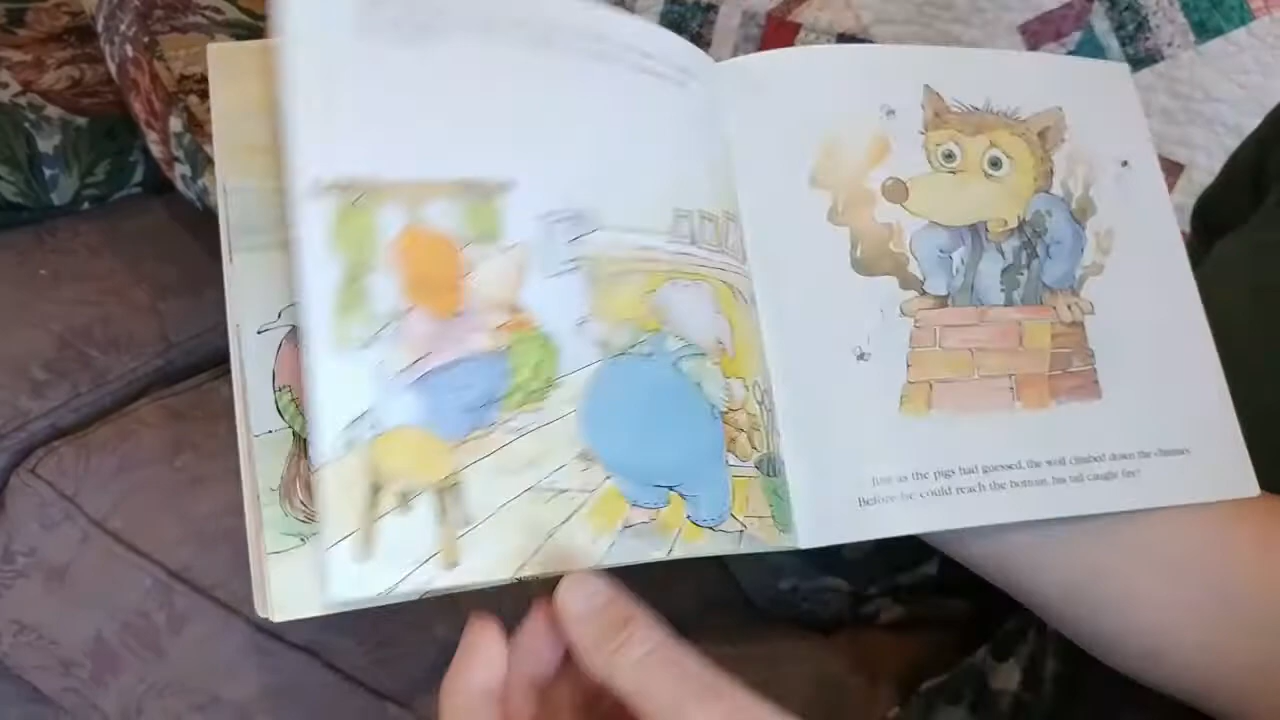 Just as the pigs had guessed, the wolf climbed down the chimney.
Before he could reach the bottom, his tail caught fire!